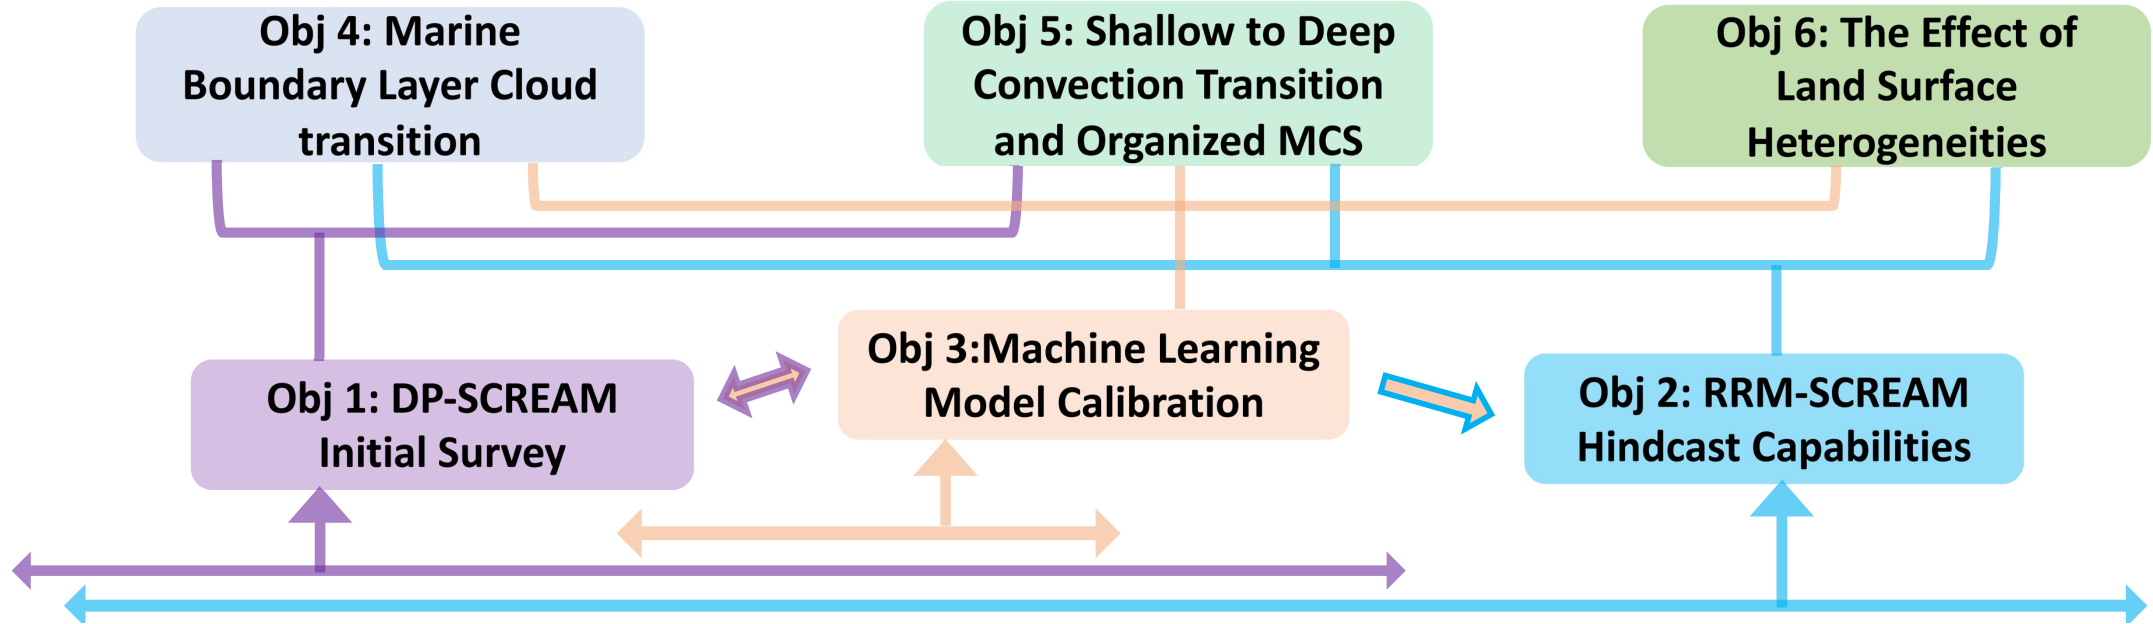 Obj 4: Marine
Boundary Layer Cloud
transition
Obj 5: Shallow to Deep
Convection Transition
and Organized MCS
Obj 6: The Effect of
Land Surface
Heterogeneities
Obj 1: DP-SCREAM
Initial Survey
Obj 3:Machine Learning
Model Calibration
Obj 2: RRM-SCREAM
Hindcast Capabilities